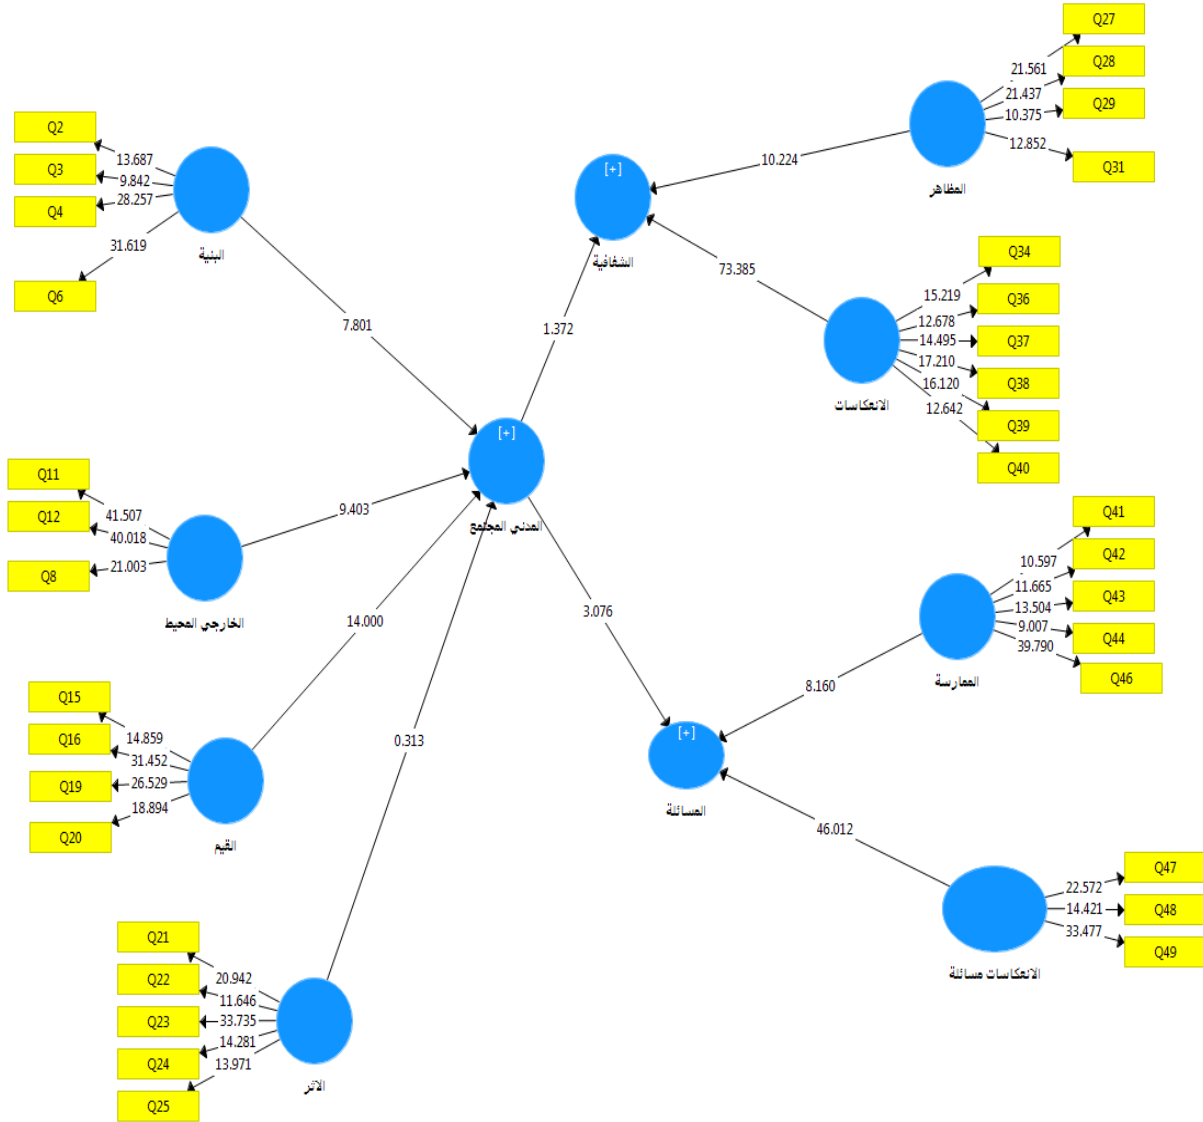 Q2
Q3
Q4
Q6
13.687
9.842
28.257
31.619
البنية
7.801
Q11
Q12
Q8
41.507
40.018
21.003
الخارجي المحيط
9.403
Q15
Q16
Q19
Q20
14.859
31.452
26.529
18.894
القيم
14.000
Q21
Q22
Q23
Q24
Q25
20.942
11.646
33.735
14.281
13.971
الاثر
0.313
[+]
المدني المجتمع
1.372
3.076
[+]
الشفافية
10.224
73.385
المظاهر
21.561
21.437
10.375
12.852
Q27
Q28
Q29
Q31
الانعكاسات
15.219
12.678
14.495
17.210
16.120
12.642
Q34
Q36
Q37
Q38
Q39
Q40
[+]
المسائلة
8.160
46.012
الممارسة
10.597
11.665
13.504
9.007
39.790
Q41
Q42
Q43
Q44
Q46
الانعكاسات مسائلة
22.572
14.421
33.477
Q47
Q48
Q49